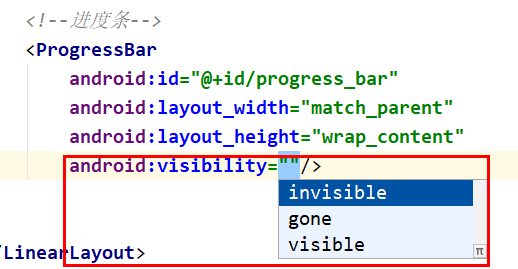 <!--进度条-->
<ProgressBar
android:id="@+id/progress_bar"
android:layout_width="match_parent"
android:layout_height="wrap_content"
android:visibility=""/>
invisible
gone
visible
π
/LinearLayout>